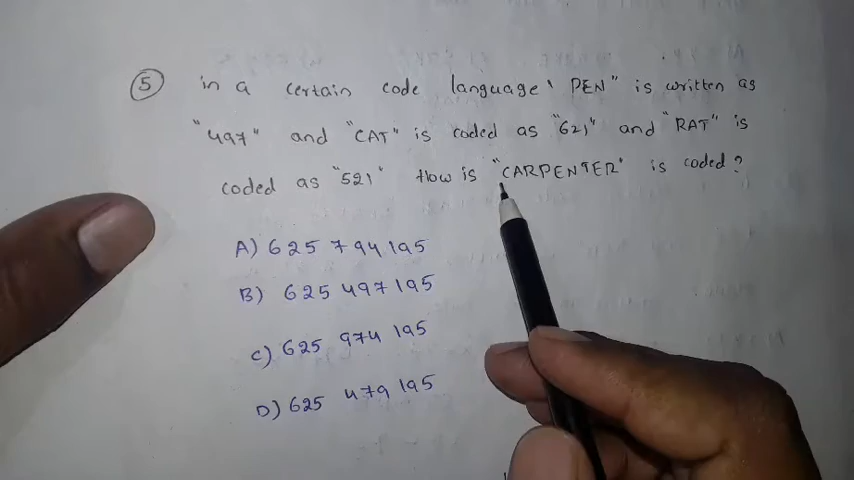 5 in a certain code language ' PEN" is written as
"497" and "CAT" is coded as "621" and "RAT" is
coded as "521" How is "CARPENTER" is coded?
A) 625 794 195
B) 625 497 195
C) 625 974 195
D) 625 479 195